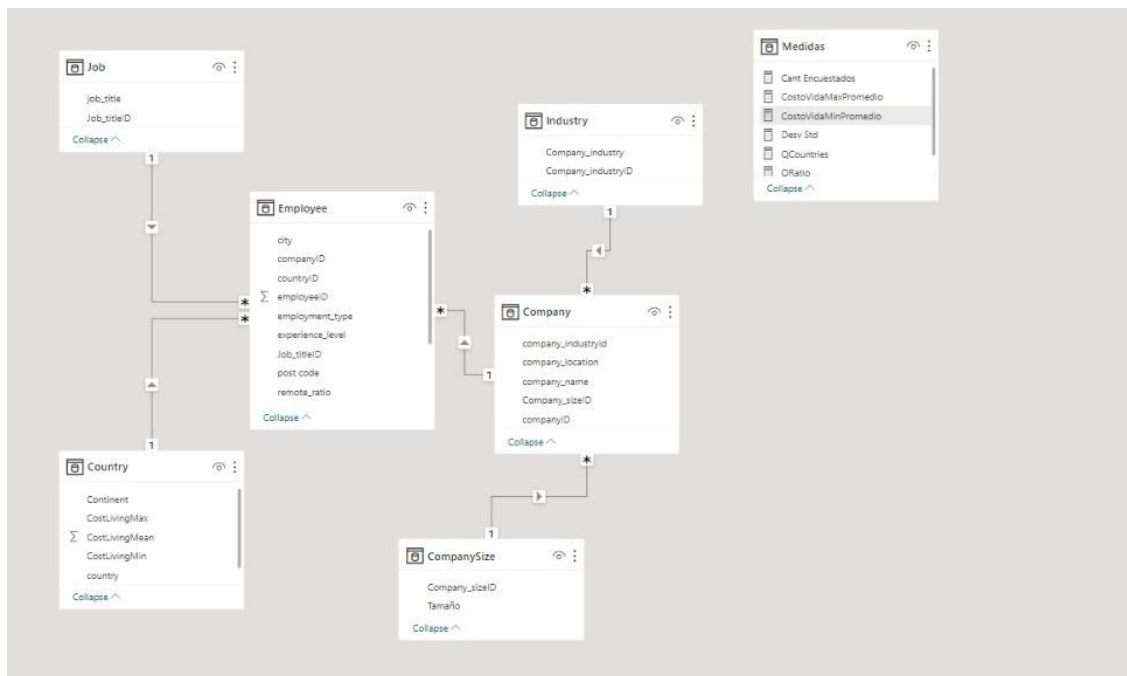 Job
job_title
Job_titleID
Collapse
1
Industry
Company_industry
Company_industryID
Collapse
1
Medidas
Cant Encuestados
CostoVidaMaxPromedio
CostoVidaMinPromedio
Desv Std
QCountries
QRatio
Collapse
Employee
city
companyID
countryID
Σ employeeID
employment_type
experience_level
Job_titleID
post code
remote_ratio
Collapse
*
*
*
1
*
Company
company_industryid
company_location
company_name
Company_sizeID
companyID
Collapse
*
1
Country
Continent
CostLivingMax
Σ CostLivingMean
CostLivingMin
country
Collapse
1
CompanySize
Company_sizeID
Tamaño
Collapse